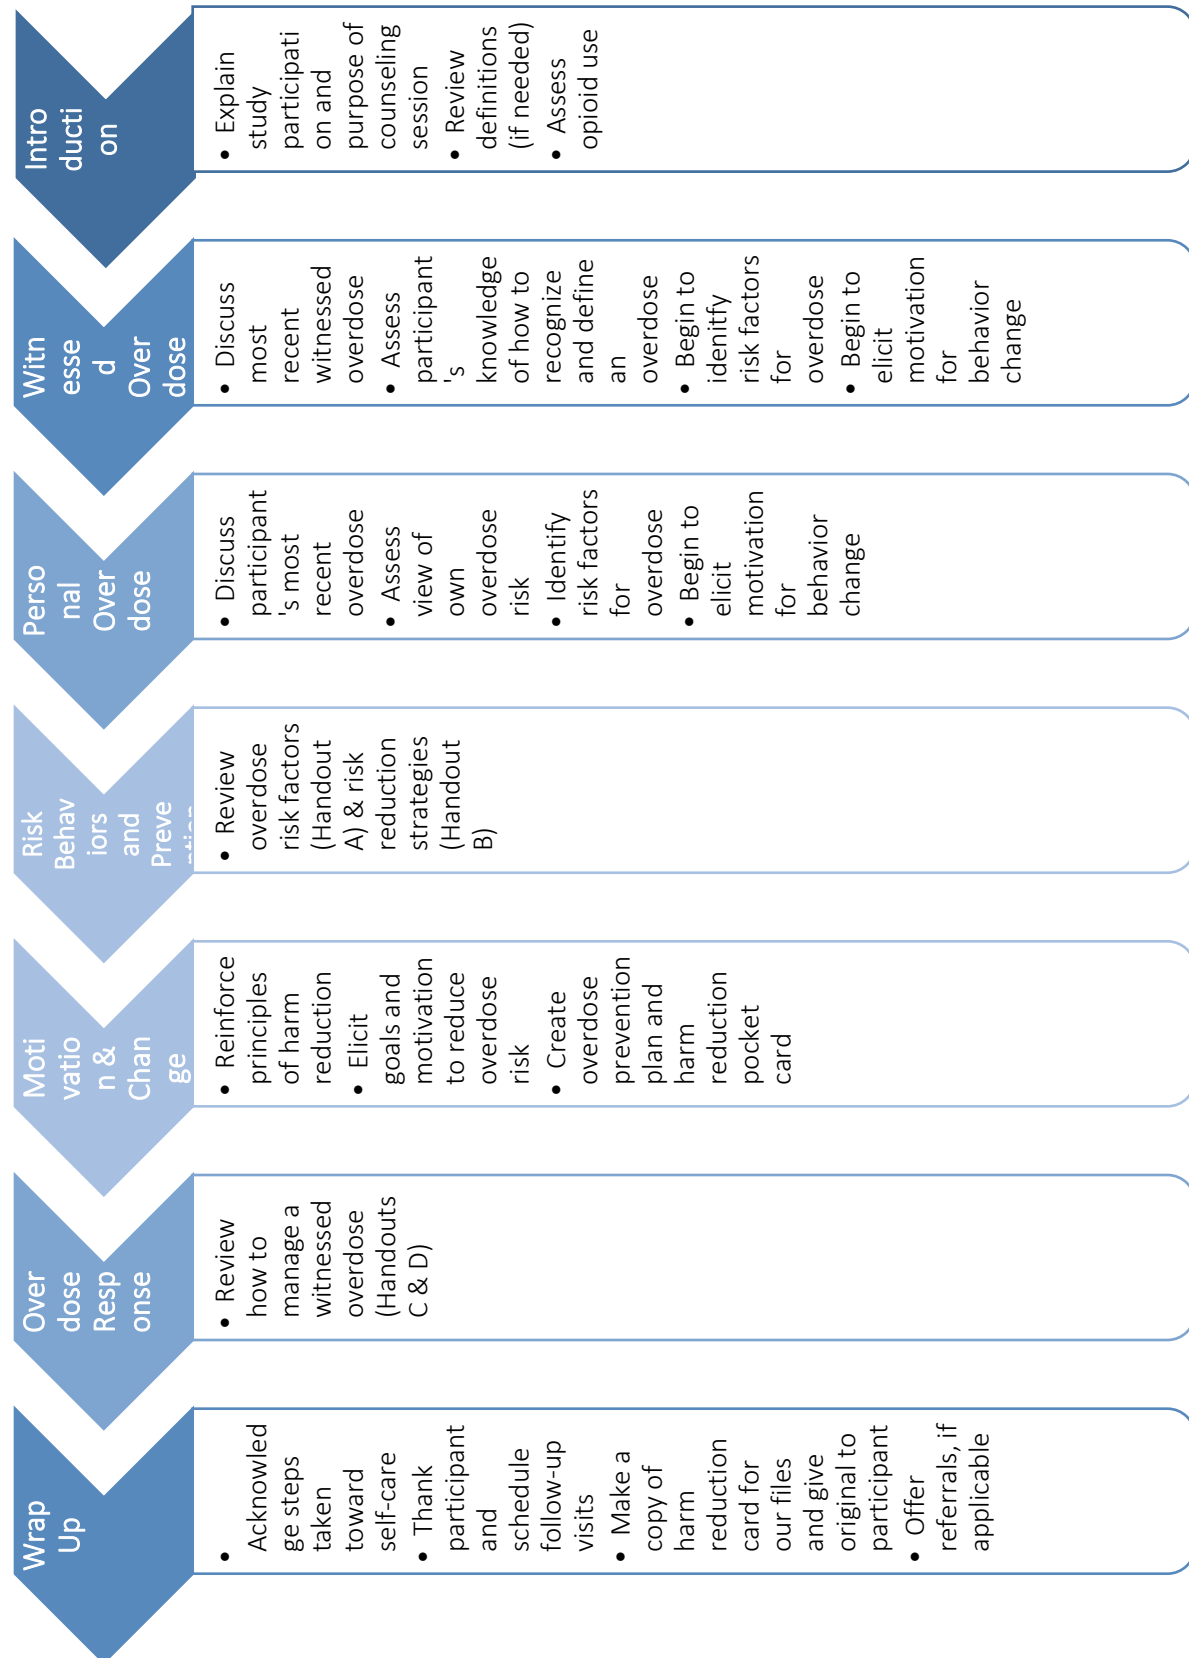 Intro
ducti
on
• Explain
study
participati
on and
purpose of
counseling
session
• Review
definitions
(if needed)
• Assess
opioid use
Witn
esse
d
Over
dose
• Discuss
most
recent
witnessed
overdose
• Assess
participant
's
knowledge
of how to
recognize
and define
an
overdose
• Begin to
idenitfy
risk factors
for
overdose
• Begin to
elicit
motivation
for
behavior
change
Perso
nal
Over
dose
• Discuss
participant
's most
recent
overdose
• Assess
view of
own
overdose
risk
• Identify
risk factors
for
overdose
• Begin to
elicit
motivation
for
behavior
change
Risk
Behav
iors
and
Preve
ntion
• Review
overdose
risk factors
(Handout
A) & risk
reduction
strategies
(Handout
B)
Moti
vatio
n &
Chan
ge
• Reinforce
principles
of harm
reduction
• Elicit
goals and
motivation
to reduce
overdose
risk
• Create
overdose
prevention
plan and
harm
reduction
pocket
card
Over
dose
Resp
onse
• Review
how to
manage a
witnessed
overdose
(Handouts
C & D)
Wrap
Up
•
Acknowled
ge steps
taken
toward
self-care
• Thank
participant
and
schedule
follow-up
visits
• Make a
copy of
harm
reduction
card for
our files
and give
original to
participant
• Offer
referrals, if
applicable